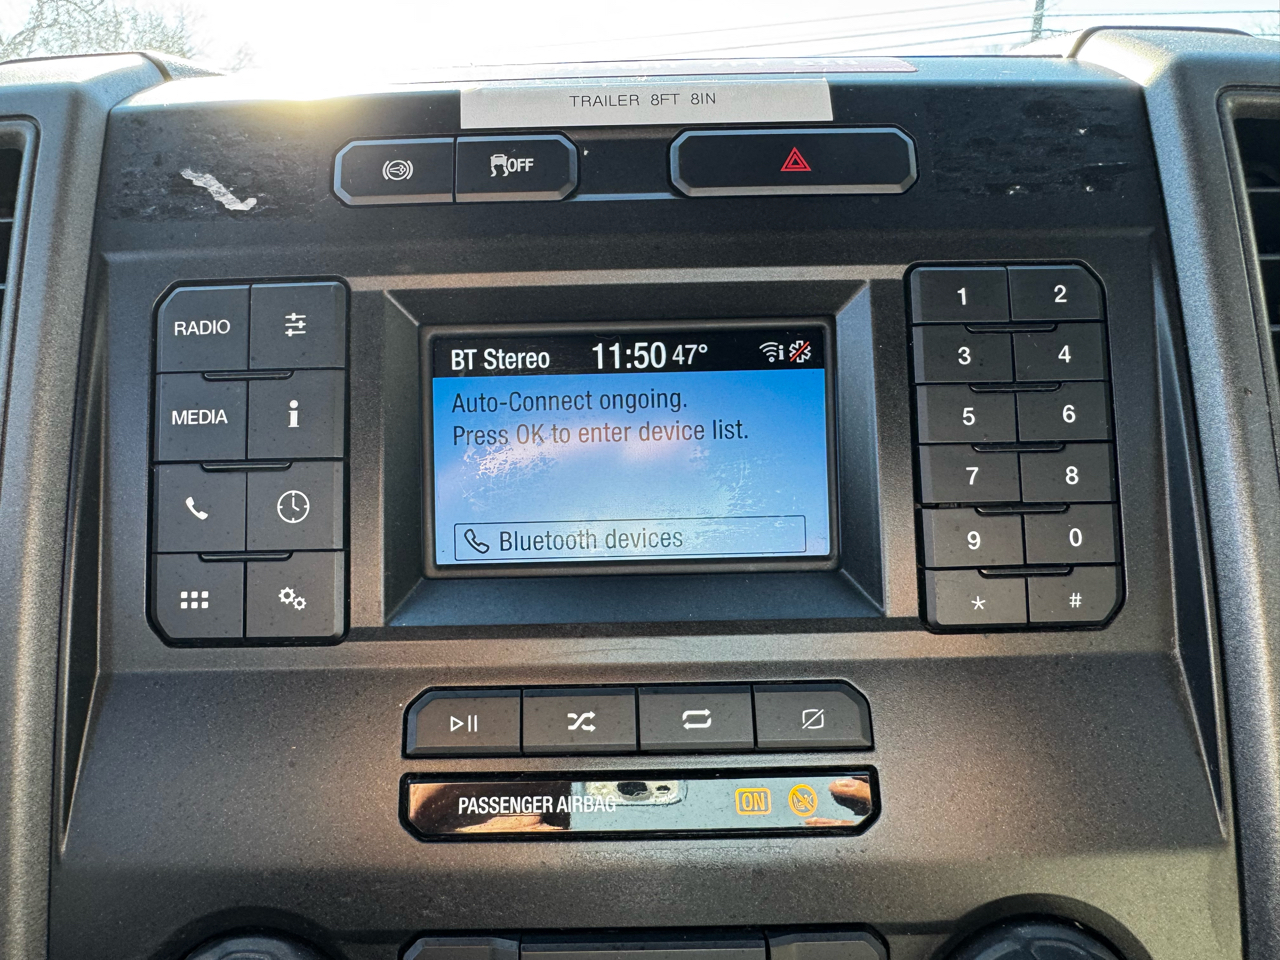 TRAILER 8FT 8IN
OFF
RADIO
MEDIA
i
BT Stereo 11:50 47°
Auto-Connect ongoing.
Press OK to enter device list.
Bluetooth devices
1 2
3 4
5 6
7 8
9 0
* #
PASSENGER AIRBAG ON